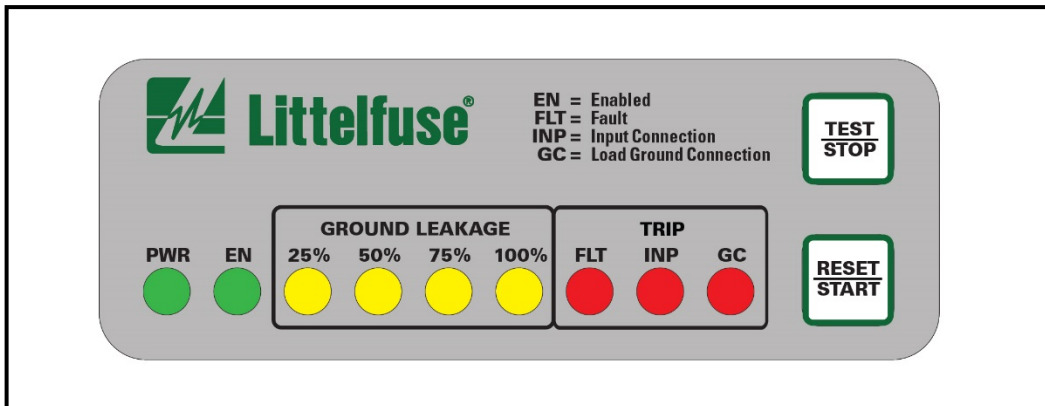 Littelfuse®
EN = Enabled
FLT = Fault
INP = Input Connection
GC = Load Ground Connection
TEST
STOP
GROUND LEAKAGE
TRIP
PWR EN 25% 50% 75% 100% FLT INP GC
RESET
START